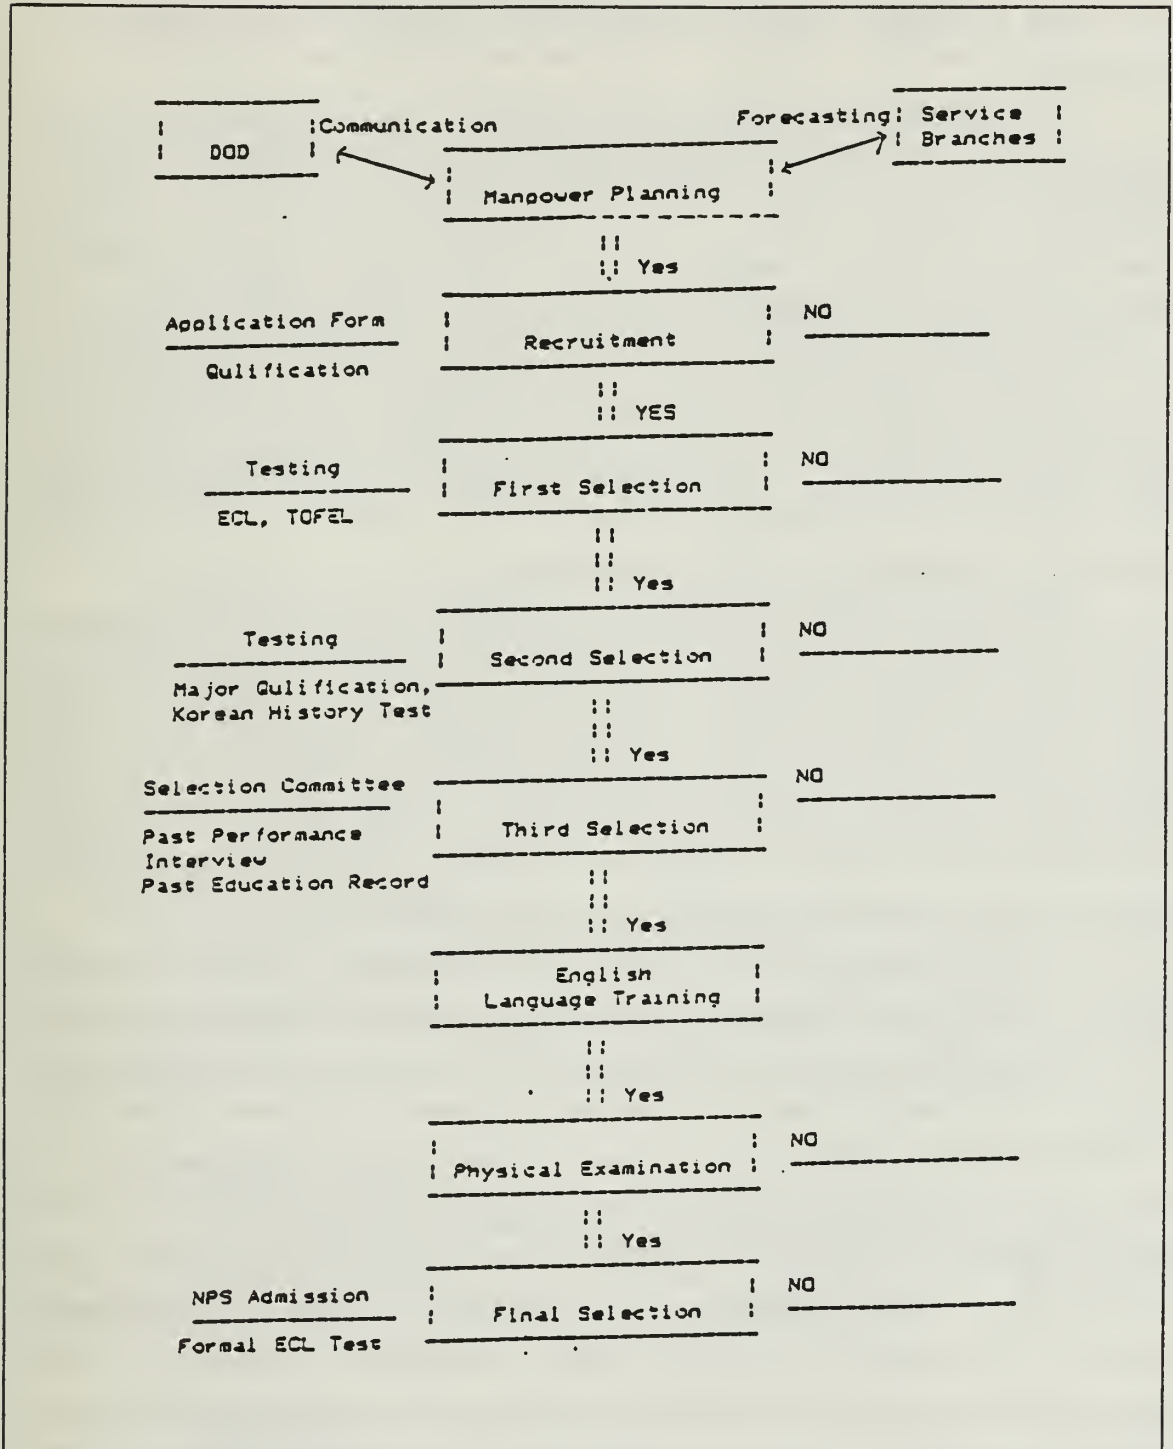 Communication
DOD
Forecasting
Service
Branches
Manpower Planning
Yes
Application Form
Qulification
Recruitment
NO
YES
Testing
ECL, TOFEL
First Selection
NO
Yes
Testing
Major Qulification,
Korean History Test
Second Selection
NO
Yes
Selection Committee
Past Performance
Interview
Past Education Record
Third Selection
NO
Yes
English
Language Training
Yes
Physical Examination
NO
Yes
NPS Admission
Formal ECL Test
Final Selection
NO